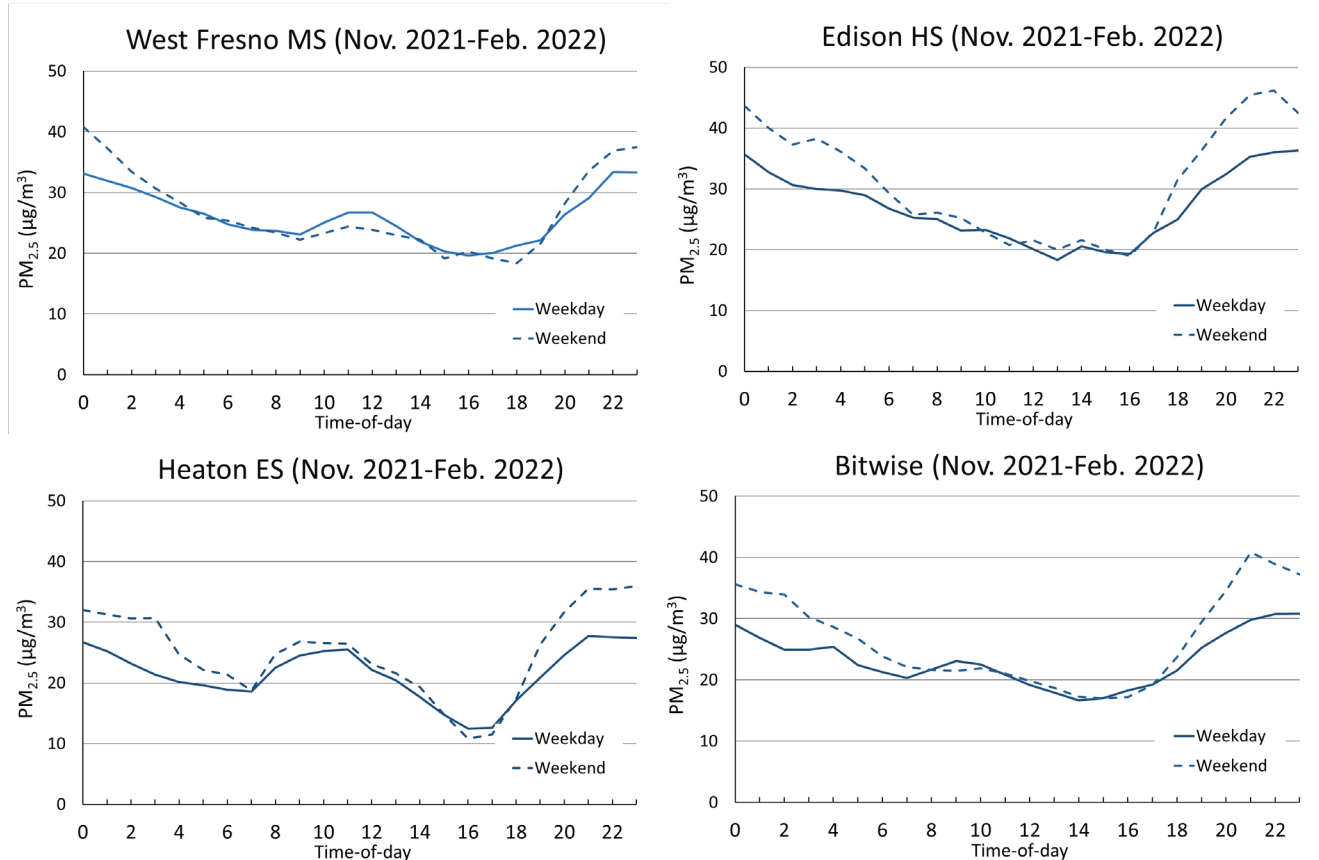 West Fresno MS (Nov. 2021-Feb. 2022)
50
40
30
20
10
0
PM2.5 (µg/m3)
Weekday
Weekend
0 2 4 6 8 10 12 14 16 18 20 22
Time-of-day
Edison HS (Nov. 2021-Feb. 2022)
50
40
30
20
10
0
PM2.5 (µg/m3)
Weekday
Weekend
0 2 4 6 8 10 12 14 16 18 20 22
Time-of-day
Heaton ES (Nov. 2021-Feb. 2022)
50
40
30
20
10
0
PM2.5 (µg/m3)
Weekday
Weekend
0 2 4 6 8 10 12 14 16 18 20 22
Time-of-day
Bitwise (Nov. 2021-Feb. 2022)
50
40
30
20
10
0
PM2.5 (µg/m3)
Weekday
Weekend
0 2 4 6 8 10 12 14 16 18 20 22
Time-of-day